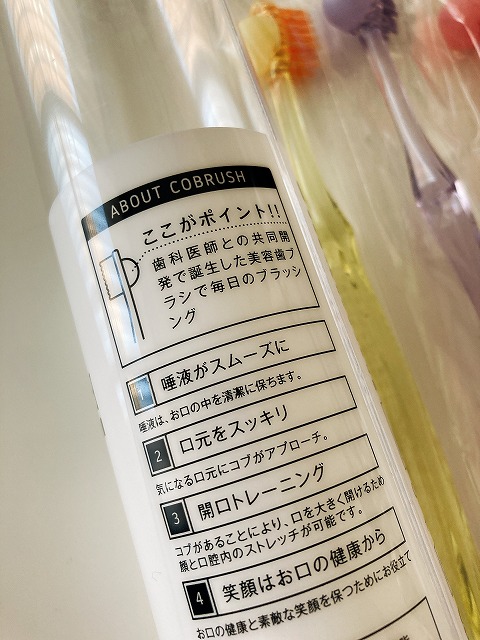 ABOUT COBRUSH
ここがポイント!!
歯科医師との共同開
発で誕生した美容歯ブ
ラシで毎日のブラッシ
ング
1 唾液がスムーズに
唾液は、お口の中を清潔に保ちます。
2 口元をスッキリ
気になる口元にコブがアプローチ。
3 開口トレーニング
コブがあることにより、口を大きく開けるため
顔と口腔内のストレッチが可能です。
4 笑顔はお口の健康から
お口の健康と素敵な笑顔を保つためにお役立て